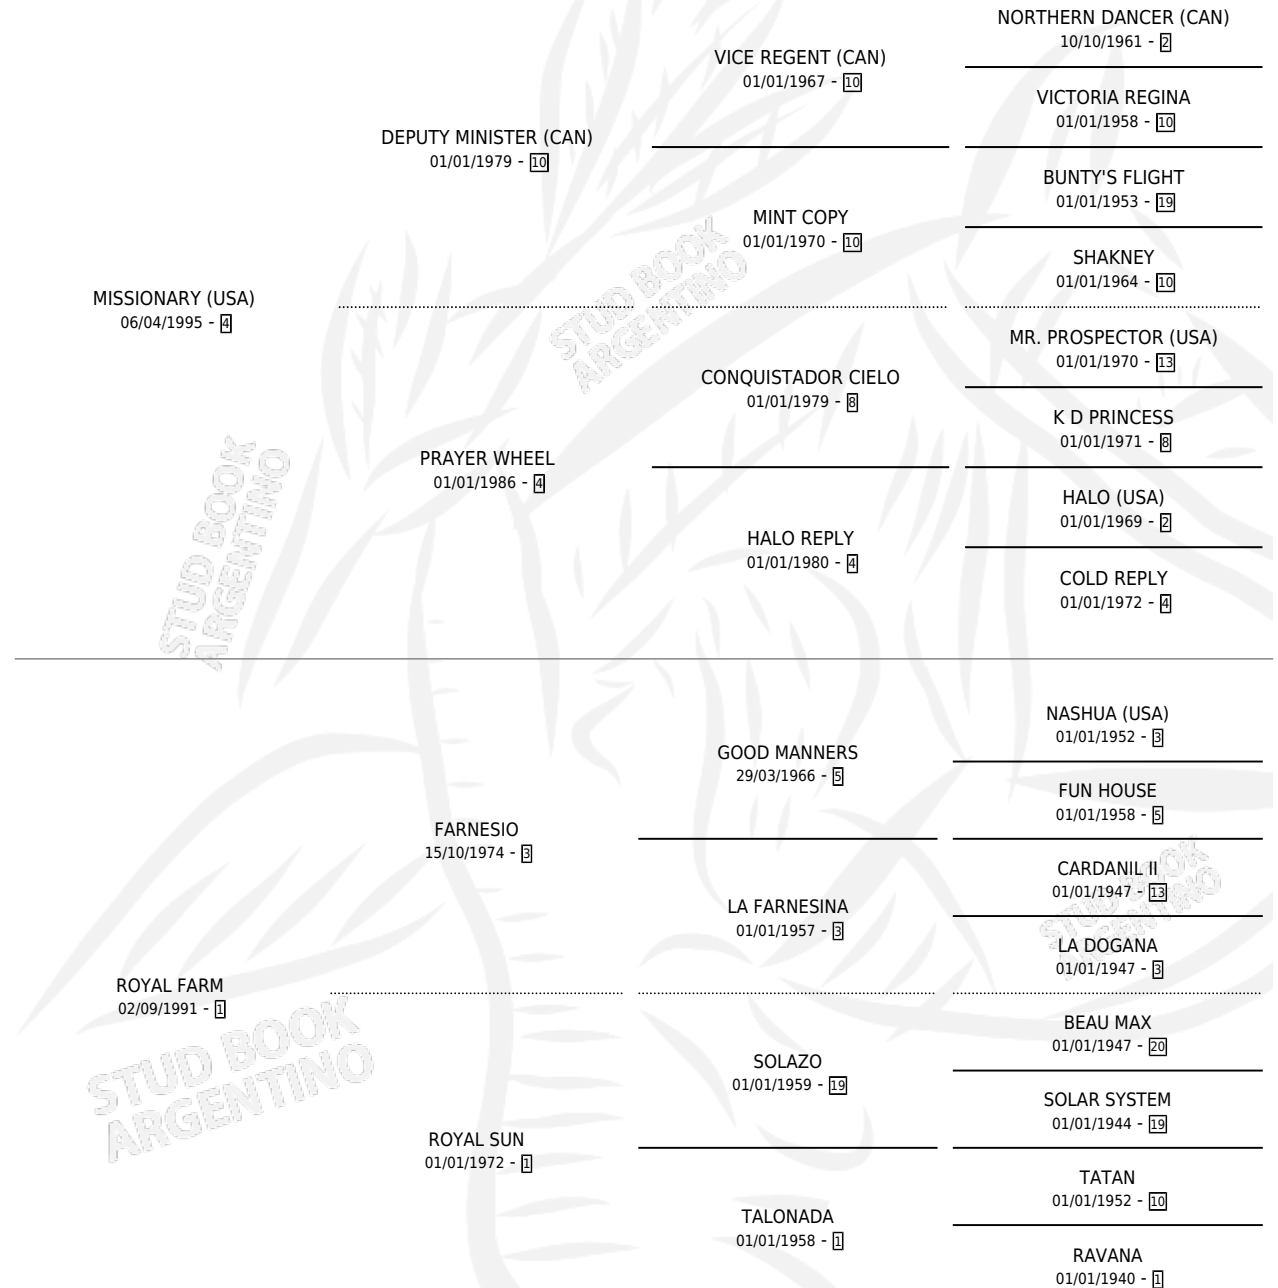 NORTHERN DANCER (CAN)
10/10/1961 - 2
VICE REGENT (CAN)
01/01/1967 - 10
VICTORIA REGINA
01/01/1958 - 10
DEPUTY MINISTER (CAN)
01/01/1979 - 10
BUNTY'S FLIGHT
01/01/1953 - 19
MINT COPY
01/01/1970 - 10
SHAKNEY
01/01/1964 - 10
MISSIONARY (USA)
06/04/1995 - 4
MR. PROSPECTOR (USA)
01/01/1970 - 13
CONQUISTADOR CIELO
01/01/1979 - 8
K D PRINCESS
01/01/1971 - 8
PRAYER WHEEL
01/01/1986 - 4
HALO (USA)
01/01/1969 - 2
HALO REPLY
01/01/1980 - 4
COLD REPLY
01/01/1972 - 4
NASHUA (USA)
01/01/1952 - 3
GOOD MANNERS
29/03/1966 - 5
FUN HOUSE
01/01/1958 - 5
FARNESIO
15/10/1974 - 3
CARDANIL II
01/01/1947 - 13
LA FARNESINA
01/01/1957 - 3
LA DOGANA
01/01/1947 - 3
ROYAL FARM
02/09/1991 - 1
BEAU MAX
01/01/1947 - 20
SOLAZO
01/01/1959 - 19
SOLAR SYSTEM
01/01/1944 - 19
ROYAL SUN
01/01/1972 - 1
TATAN
01/01/1952 - 10
TALONADA
01/01/1958 - 1
RAVANA
01/01/1940 - 1
STUD BOOK
ARGENTINO
STUD BOOK
ARGENTINO
STUD BOOK
ARGENTINO
STUD BOOK
ARGENTINO